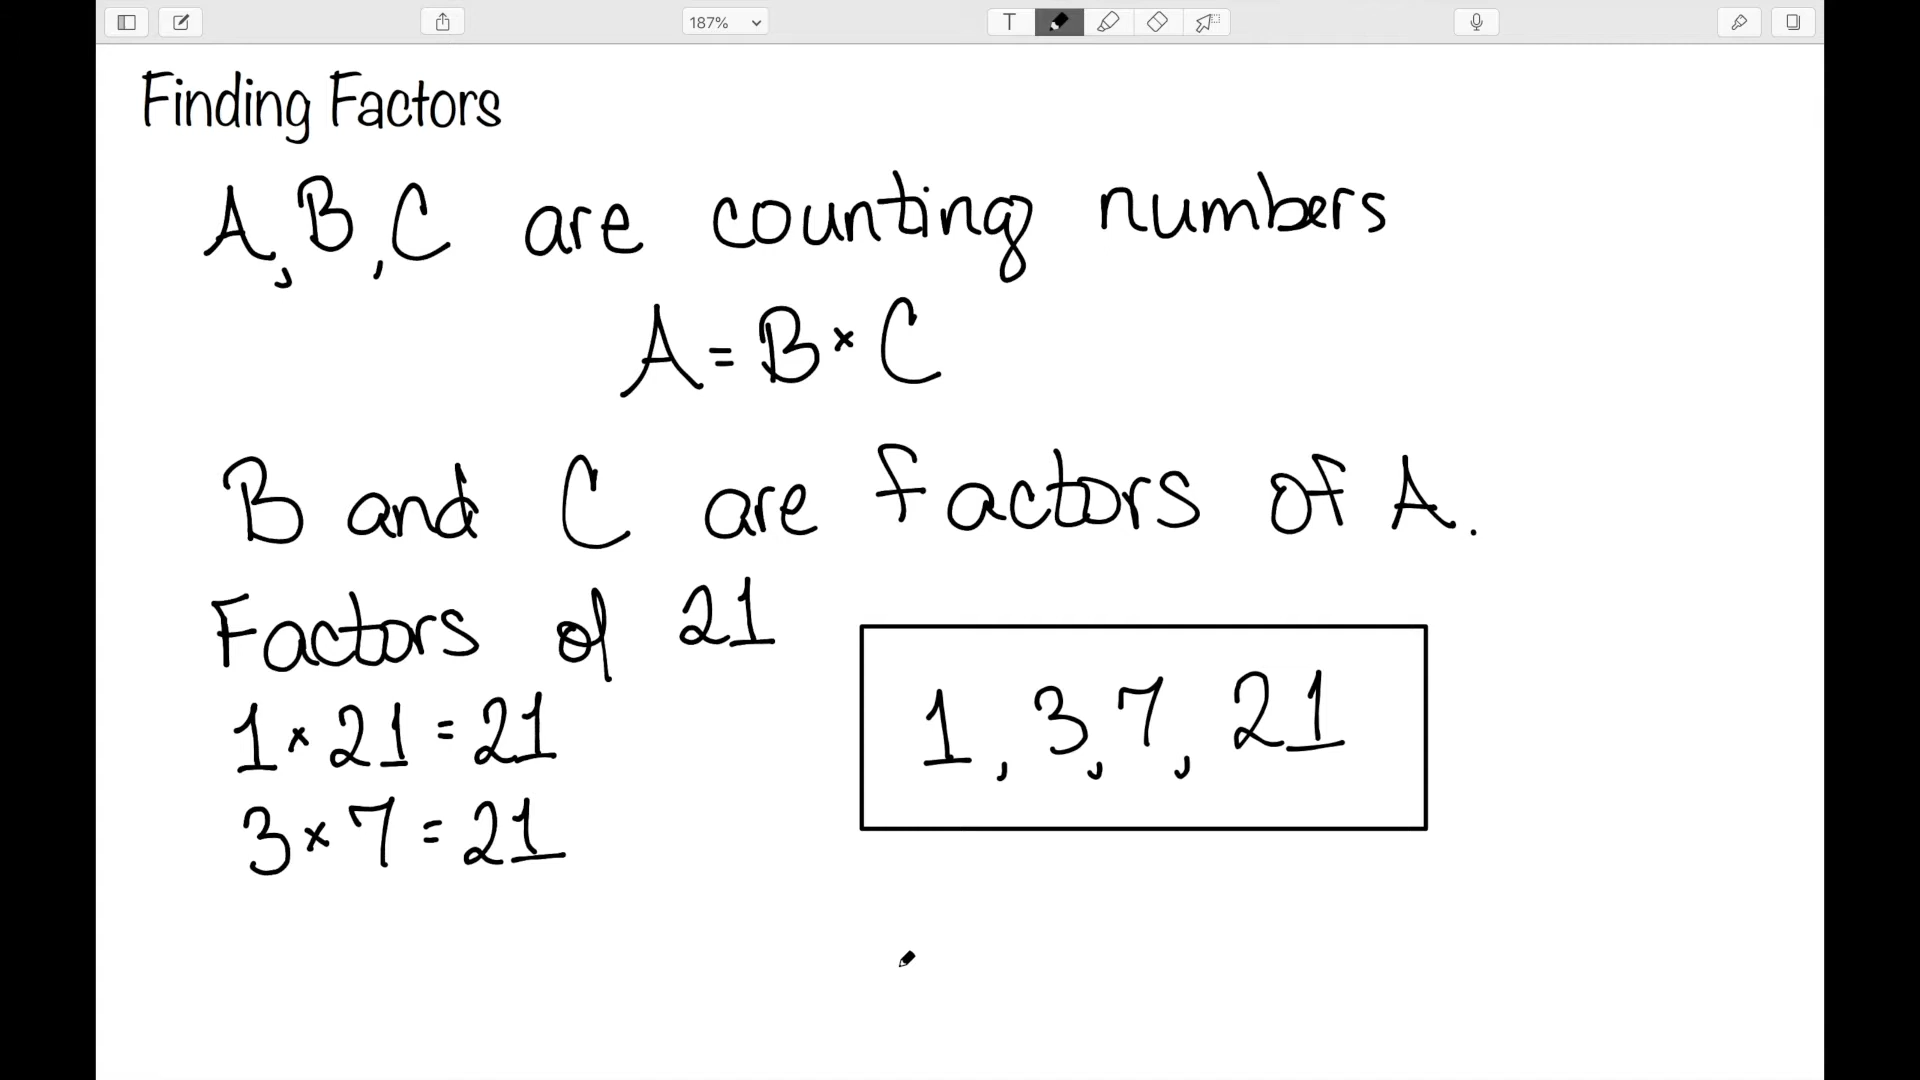 187%
T
Finding Factors
A, B, C are counting numbers
A = B × C
B and C are factors of A.
Factors of 21
1 × 21 = 21
3 × 7 = 21
1, 3, 7, 21